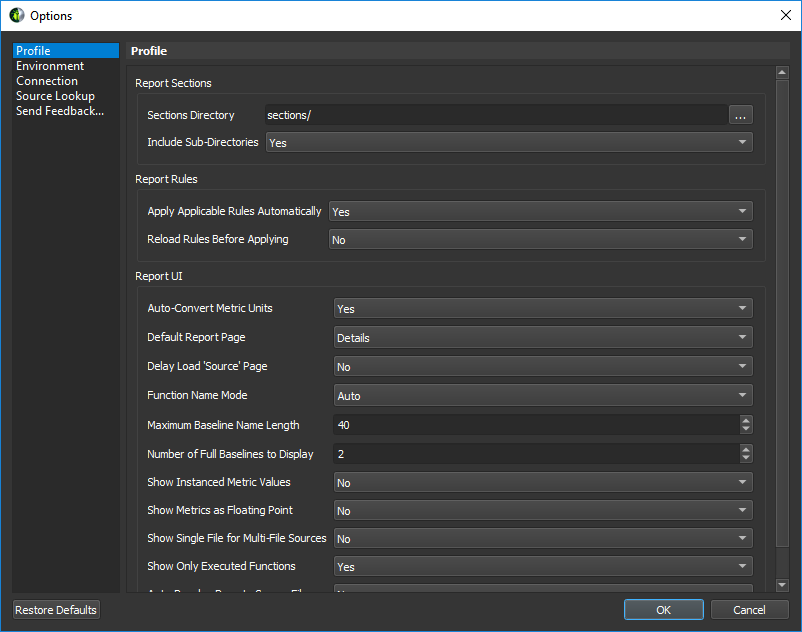 Options
Profile
Environment
Connection
Source Lookup
Send Feedback...
Profile
Report Sections
Sections Directory sections/ ...
Include Sub-Directories Yes
Report Rules
Apply Applicable Rules Automatically Yes
Reload Rules Before Applying No
Report UI
Auto-Convert Metric Units Yes
Default Report Page Details
Delay Load 'Source' Page No
Function Name Mode Auto
Maximum Baseline Name Length 40
Number of Full Baselines to Display 2
Show Instanced Metric Values No
Show Metrics as Floating Point No
Show Single File for Multi-File Sources No
Show Only Executed Functions Yes
Restore Defaults OK Cancel